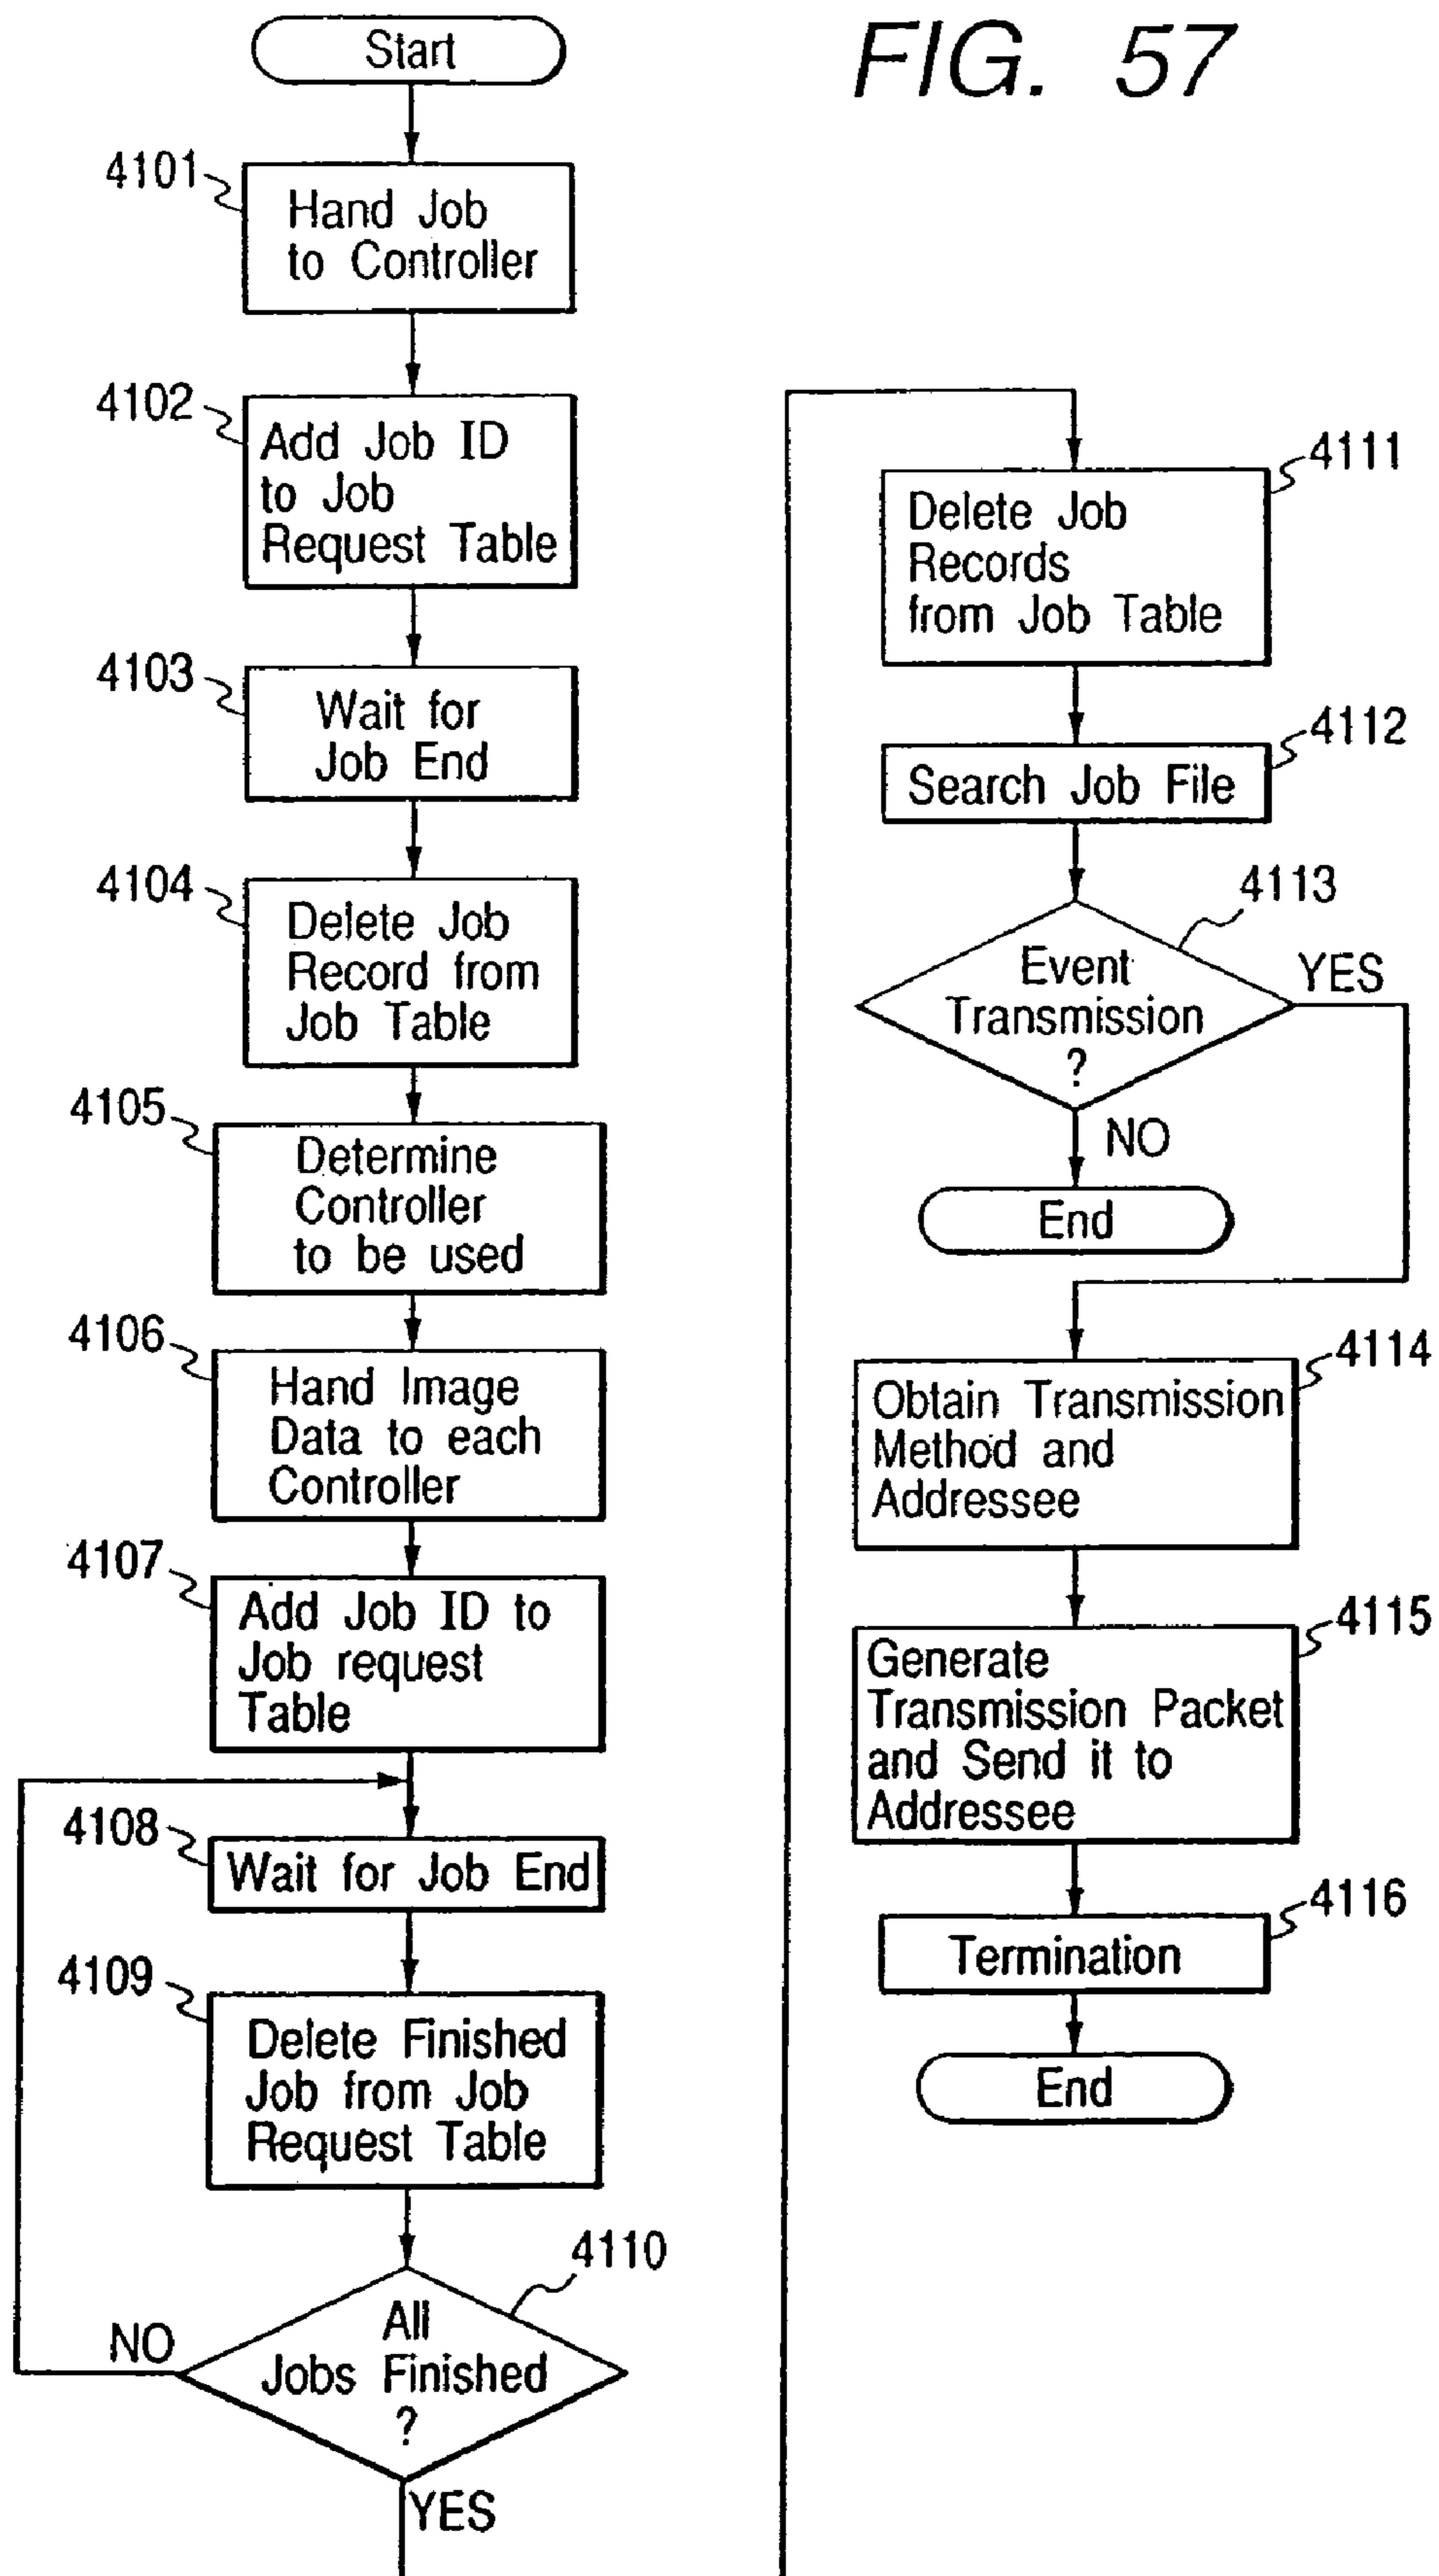 FIG. 57
Start
4101
Hand Job
to Controller
4102
Add Job ID
to Job
Request Table
4103
Wait for
Job End
4104
Delete Job
Record from
Job Table
4105
Determine
Controller
to be used
4106
Hand Image
Data to each
Controller
4107
Add Job ID to
Job request
Table
4108
Wait for Job End
4109
Delete Finished
Job from Job
Request Table
4110
All
Jobs Finished
?
NO
YES
4111
Delete Job
Records
from Job Table
4112
Search Job File
4113
Event
Transmission
?
YES
NO
End
4114
Obtain Transmission
Method and
Addressee
4115
Generate
Transmission Packet
and Send it to
Addressee
4116
Termination
End